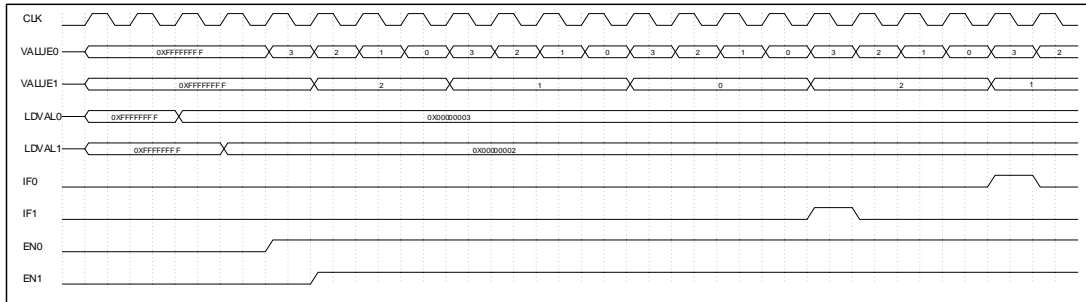 CLK
VALUE0 0XFFFFFFFF 3 2 1 0 3 2 1 0 3 2 1 0 3 2 1 0 3 2
VALUE1 0XFFFFFFFF 2 1 0 2 1
LDVAL0 0XFFFFFFFF 0X00000003
LDVAL1 0XFFFFFFFF 0X00000002
IF0
IF1
EN0
EN1